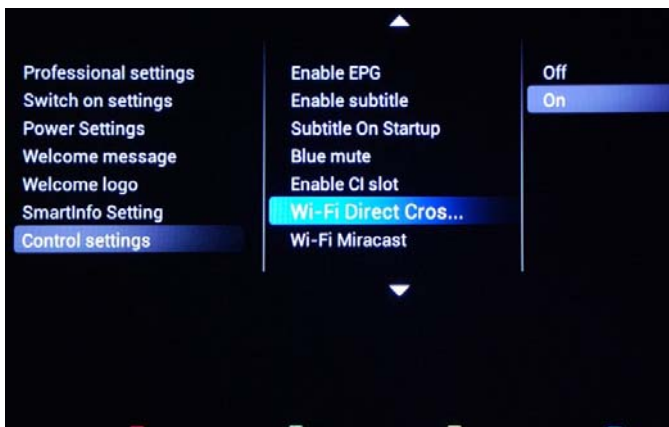 Professional settings
Switch on settings
Power Settings
Welcome message
Welcome logo
SmartInfo Setting
Control settings
Enable EPG
Enable subtitle
Subtitle On Startup
Blue mute
Enable CI slot
Wi-Fi Direct Cros...
Wi-Fi Miracast
Off
On